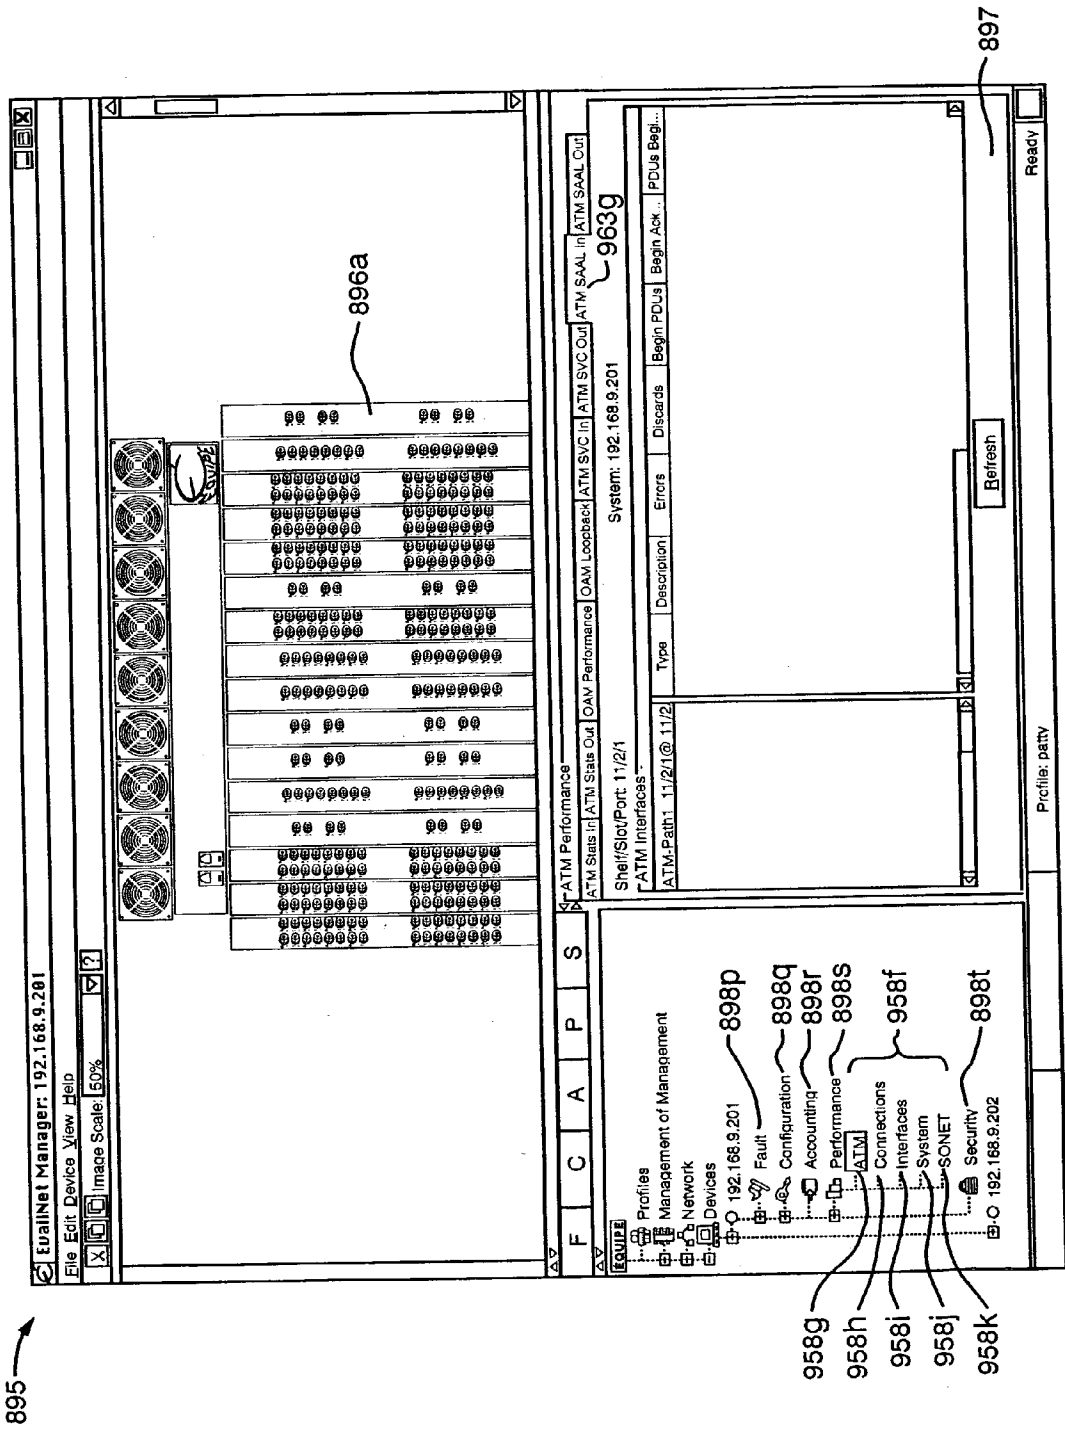 895
EvaliNet Manager: 192.168.9.201
File Edit Device View Help
Image Scale: 50%
?
896a
F C A P S
EQUIPE
Profiles
Management of Management
Network
Devices
192.168.9.201
Fault
Configuration
Accounting
Performance
ATM
Connections
Interfaces
System
SONET
Security
192.168.9.202
898p
898q
898r
898s
958f
898t
958g
958h
958i
958j
958k
ATM Performance
ATM Stats In ATM Stats Out OAM Performance OAM Loopback ATM SVC In ATM SVC Out ATM SAAL In ATM SAAL Out
963g
Shelf/Slot/Port: 11/2/1 System: 192.168.9.201
ATM Interfaces
Type Description Errors Discards Begin PDUs Begin Ack... PDUs Begi...
ATM-Path1 11/2/1@ 11/2
Refresh
897
Profile: patty
Ready